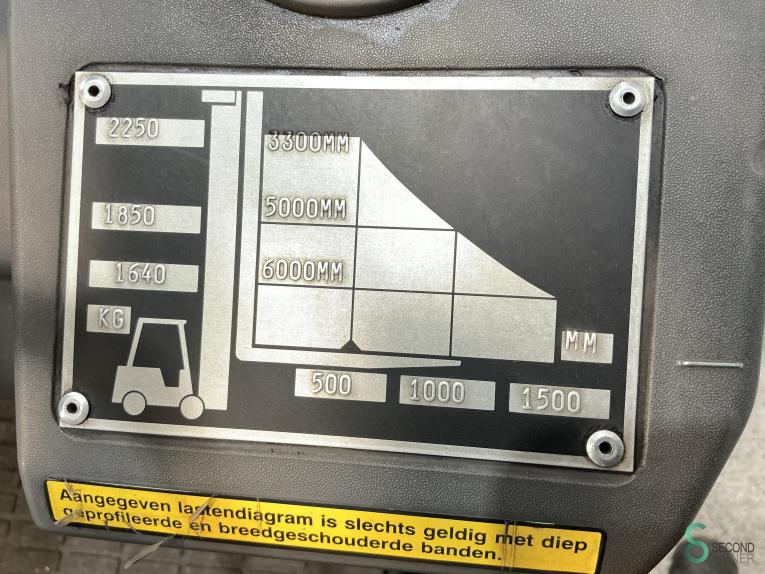 2250
3300MM
1850
5000MM
1640
6000MM
KG
MM
500
1000
1500
Aangegeven lastendiagram is slechts geldig met diep
geprofileerde en breedgeschouderde banden.
SECOND